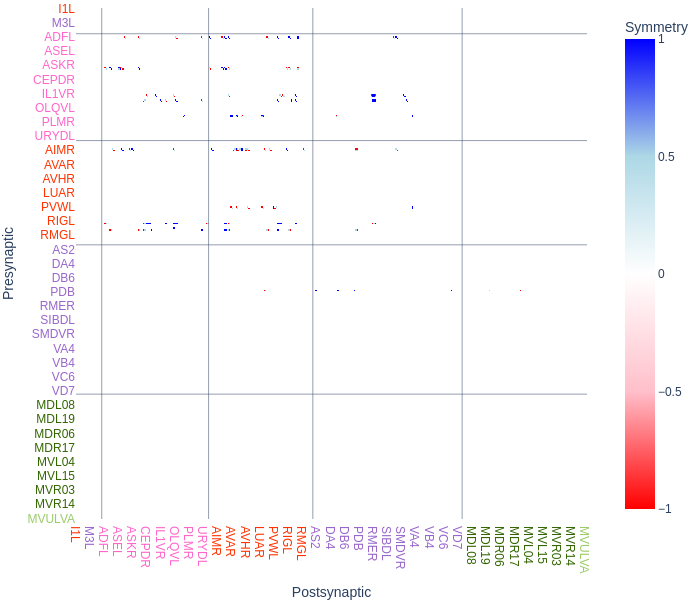 Symmetry
1
0.5
0
−0.5
−1
Presynaptic
I1L
M3L
ADFL
ASEL
ASKR
CEPDR
IL1VR
OLQVL
PLMR
URYDL
AIMR
AVAR
AVHR
LUAR
PVWL
RIGL
RMGL
AS2
DA4
DB6
PDB
RMER
SIBDL
SMDVR
VA4
VB4
VC6
VD7
MDL08
MDL19
MDR06
MDR17
MVL04
MVL15
MVR03
MVR14
MVULVA
I1L
M3L
ADFL
ASEL
ASKR
CEPDR
IL1VR
OLQVL
PLMR
URYDL
AIMR
AVAR
AVHR
LUAR
PVWL
RIGL
RMGL
AS2
DA4
DB6
PDB
RMER
SIBDL
SMDVR
VA4
VB4
VC6
VD7
MDL08
MDL19
MDR06
MDR17
MVL04
MVL15
MVR03
MVR14
MVULVA
Postsynaptic